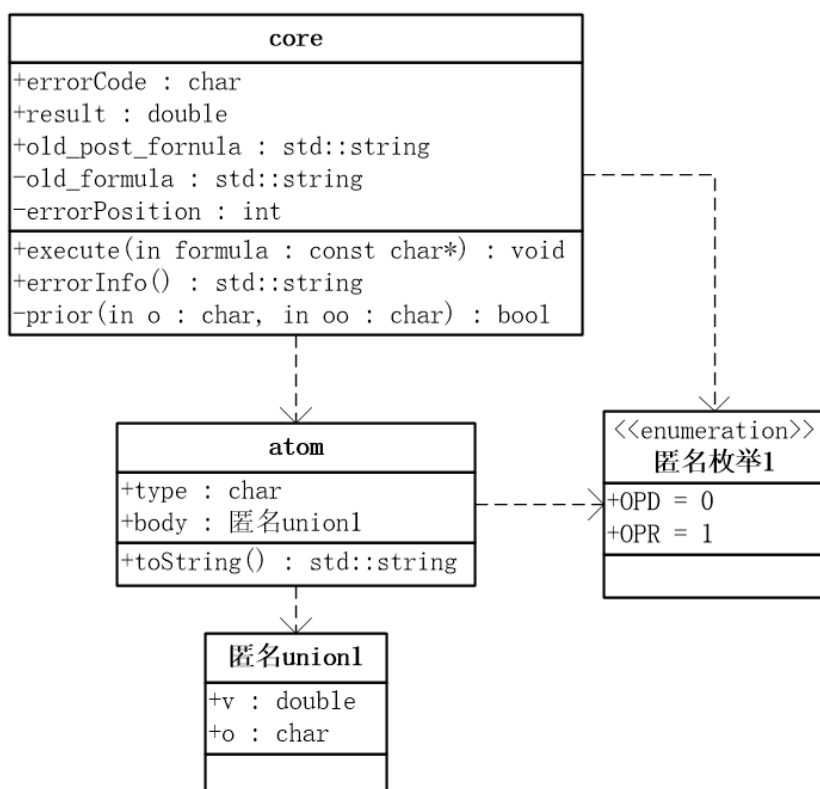 core
+errorCode : char
+result : double
+old_post_fornula : std::string
-old_formula : std::string
-errorPosition : int
+execute(in formula : const char*) : void
+errorInfo() : std::string
-prior(in o : char, in oo : char) : bool
atom
+type : char
+body : 匿名union1
+toString() : std::string
<<enumeration>>
匿名枚举1
+OPD = 0
+OPR = 1
匿名union1
+v : double
+o : char